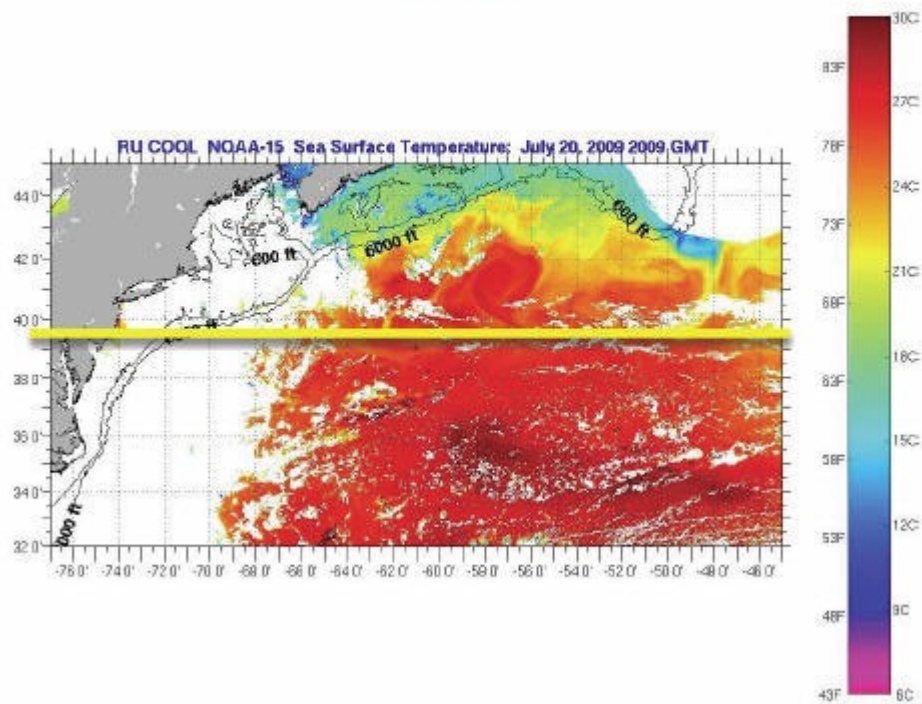 30C
83F
27C
RU COOL NOAA-15 Sea Surface Temperature: July 20, 2009 2009 GMT
78F
44 0'
24C
73F
600 ft
42 0'
600 ft
6000 ft
21C
68F
40 0'
ft
18C
38 0'
63F
36 0'
15C
58F
34 0'
12C
53F
32 0'
000 ft
-76 0' -74 0' -72 0' -70 0' -68 0' -66 0' -64 0' -62 0' -60 0' -58 0' -56 0' -54 0' -52 0' -50 0' -48 0' -46 0'
9C
48F
43F
6C